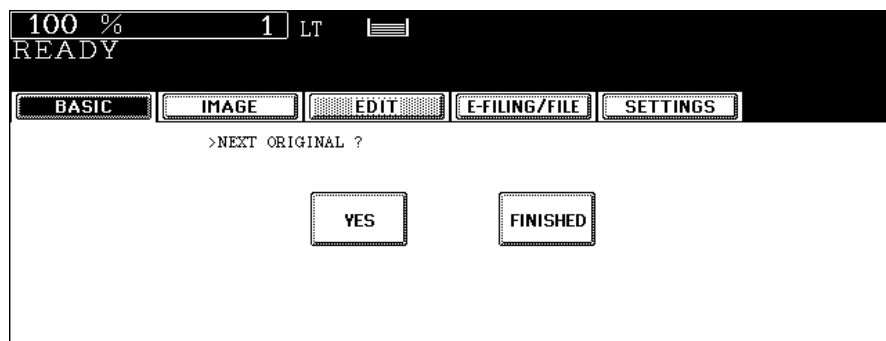 100 % 1 LT
READY
BASIC IMAGE EDIT E-FILING/FILE SETTINGS
>NEXT ORIGINAL ?
YES FINISHED